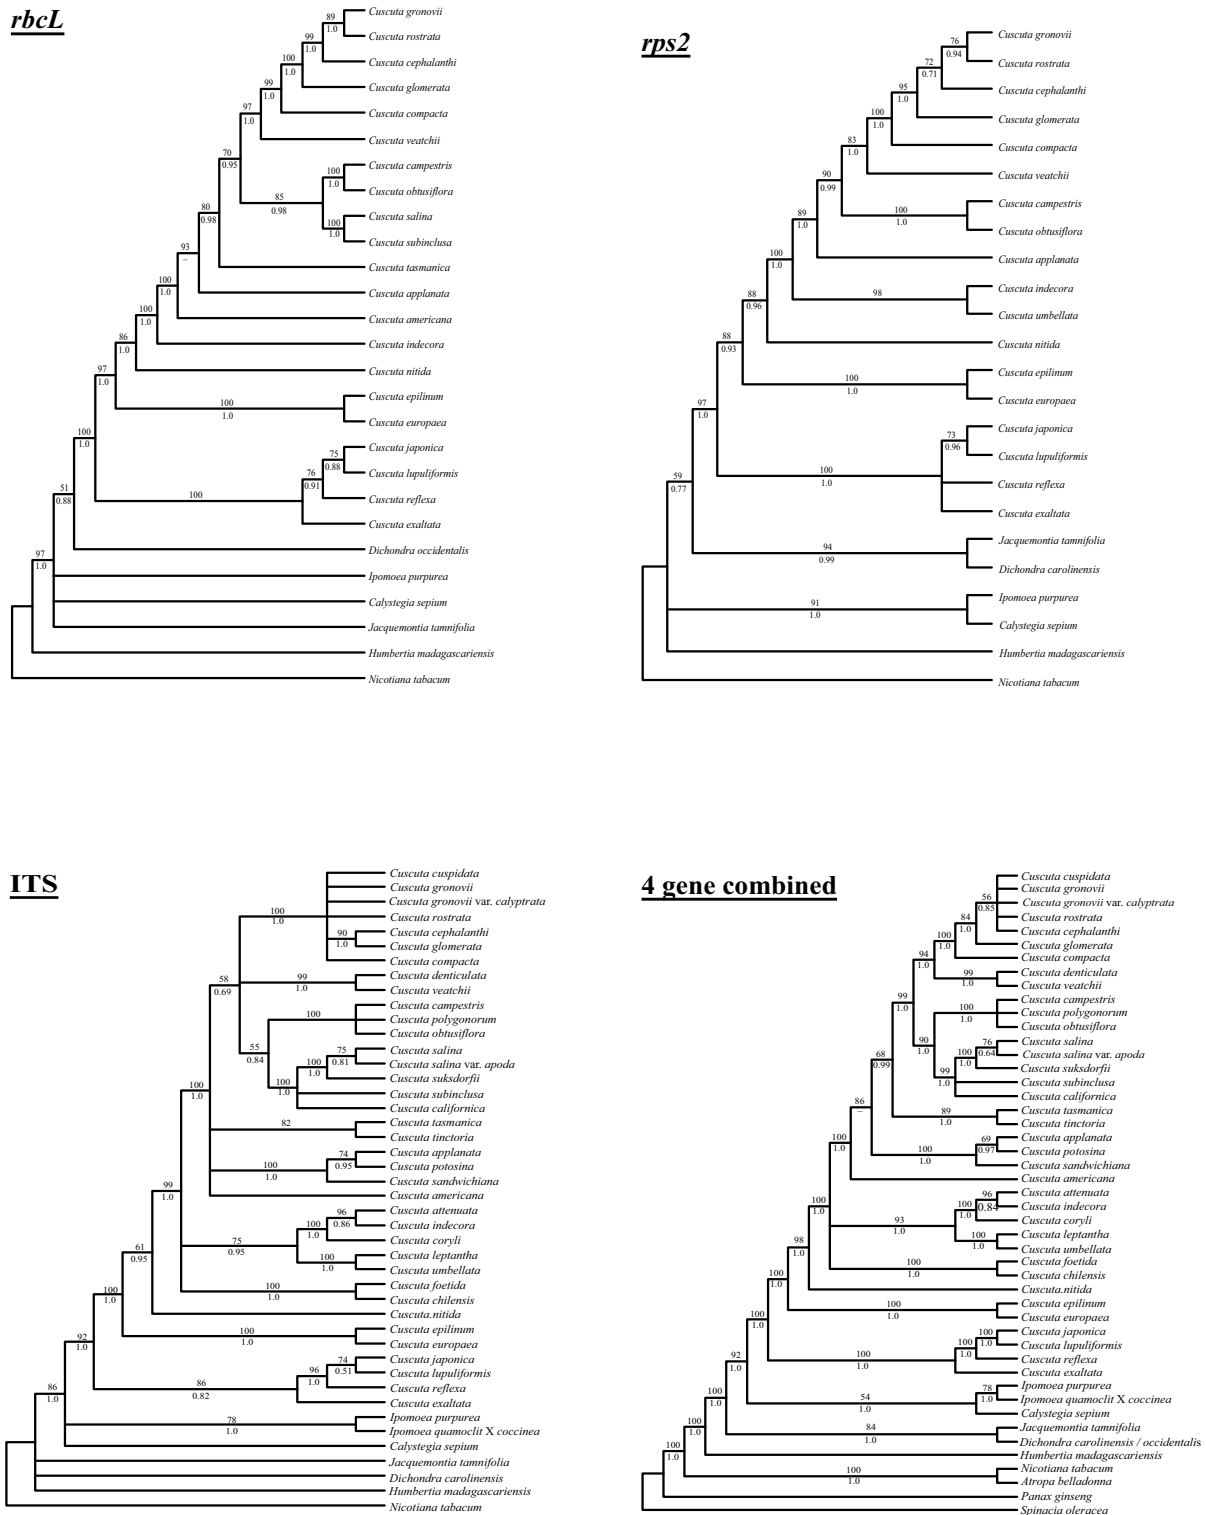 rbcL
89
1.0
99
1.0
100
1.0
99
1.0
97
1.0
70
0.95
100
1.0
85
0.98
100
1.0
80
0.98
93
–
100
1.0
100
1.0
86
1.0
97
1.0
100
1.0
100
1.0
75
0.88
76
0.91
100
51
0.88
97
1.0
Cuscuta gronovii
Cuscuta rostrata
Cuscuta cephalanthi
Cuscuta glomerata
Cuscuta compacta
Cuscuta veatchii
Cuscuta campestris
Cuscuta obtusiflora
Cuscuta salina
Cuscuta subinclusa
Cuscuta tasmanica
Cuscuta applanata
Cuscuta americana
Cuscuta indecora
Cuscuta nitida
Cuscuta epilinum
Cuscuta europaea
Cuscuta japonica
Cuscuta lupuliformis
Cuscuta reflexa
Cuscuta exaltata
Dichondra occidentalis
Ipomoea purpurea
Calystegia sepium
Jacquemontia tamnifolia
Humbertia madagascariensis
Nicotiana tabacum
rps2
76
0.94
72
0.71
95
1.0
100
1.0
83
1.0
90
0.99
100
1.0
89
1.0
100
1.0
98
88
0.96
88
0.93
100
1.0
97
1.0
73
0.96
100
1.0
59
0.77
94
0.99
91
1.0
Cuscuta gronovii
Cuscuta rostrata
Cuscuta cephalanthi
Cuscuta glomerata
Cuscuta compacta
Cuscuta veatchii
Cuscuta campestris
Cuscuta obtusiflora
Cuscuta applanata
Cuscuta indecora
Cuscuta umbellata
Cuscuta nitida
Cuscuta epilinum
Cuscuta europaea
Cuscuta japonica
Cuscuta lupuliformis
Cuscuta reflexa
Cuscuta exaltata
Jacquemontia tamnifolia
Dichondra carolinensis
Ipomoea purpurea
Calystegia sepium
Humbertia madagascariensis
Nicotiana tabacum
ITS
100
1.0
90
1.0
58
0.69
99
1.0
100
55
0.84
75
0.81
100
1.0
100
1.0
100
1.0
82
74
0.95
100
1.0
99
1.0
96
0.86
100
1.0
75
0.95
100
1.0
61
0.95
100
1.0
100
1.0
100
1.0
92
1.0
74
0.51
96
1.0
86
0.82
86
1.0
78
1.0
Cuscuta cuspidata
Cuscuta gronovii
Cuscuta gronovii var. calyptrata
Cuscuta rostrata
Cuscuta cephalanthi
Cuscuta glomerata
Cuscuta compacta
Cuscuta denticulata
Cuscuta veatchii
Cuscuta campestris
Cuscuta polygonorum
Cuscuta obtusiflora
Cuscuta salina
Cuscuta salina var. apoda
Cuscuta suksdorfii
Cuscuta subinclusa
Cuscuta californica
Cuscuta tasmanica
Cuscuta tinctoria
Cuscuta applanata
Cuscuta potosina
Cuscuta sandwichiana
Cuscuta americana
Cuscuta attenuata
Cuscuta indecora
Cuscuta coryli
Cuscuta leptantha
Cuscuta umbellata
Cuscuta foetida
Cuscuta chilensis
Cuscuta.nitida
Cuscuta epilinum
Cuscuta europaea
Cuscuta japonica
Cuscuta lupuliformis
Cuscuta reflexa
Cuscuta exaltata
Ipomoea purpurea
Ipomoea quamoclit X coccinea
Calystegia sepium
Jacquemontia tamnifolia
Dichondra carolinensis
Humbertia madagascariensis
Nicotiana tabacum
4 gene combined
56
0.85
84
1.0
100
1.0
94
1.0
99
1.0
99
1.0
100
1.0
90
1.0
76
0.64
100
1.0
99
1.0
68
0.99
89
1.0
86
–
69
0.97
100
1.0
100
1.0
96
0.84
100
1.0
93
1.0
100
1.0
100
1.0
100
1.0
98
1.0
100
1.0
100
1.0
100
1.0
100
1.0
100
1.0
100
1.0
92
1.0
78
1.0
54
1.0
100
1.0
84
1.0
100
1.0
100
1.0
100
1.0
Cuscuta cuspidata
Cuscuta gronovii
Cuscuta gronovii var. calyptrata
Cuscuta rostrata
Cuscuta cephalanthi
Cuscuta glomerata
Cuscuta compacta
Cuscuta denticulata
Cuscuta veatchii
Cuscuta campestris
Cuscuta polygonorum
Cuscuta obtusiflora
Cuscuta salina
Cuscuta salina var. apoda
Cuscuta suksdorfii
Cuscuta subinclusa
Cuscuta californica
Cuscuta tasmanica
Cuscuta tinctoria
Cuscuta applanata
Cuscuta potosina
Cuscuta sandwichiana
Cuscuta americana
Cuscuta attenuata
Cuscuta indecora
Cuscuta coryli
Cuscuta leptantha
Cuscuta umbellata
Cuscuta foetida
Cuscuta chilensis
Cuscuta.nitida
Cuscuta epilinum
Cuscuta europaea
Cuscuta japonica
Cuscuta lupuliformis
Cuscuta reflexa
Cuscuta exaltata
Ipomoea purpurea
Ipomoea quamoclit X coccinea
Calystegia sepium
Jacquemontia tamnifolia
Dichondra carolinensis / occidentalis
Humbertia madagascariensis
Nicotiana tabacum
Atropa belladonna
Panax ginseng
Spinacia oleracea